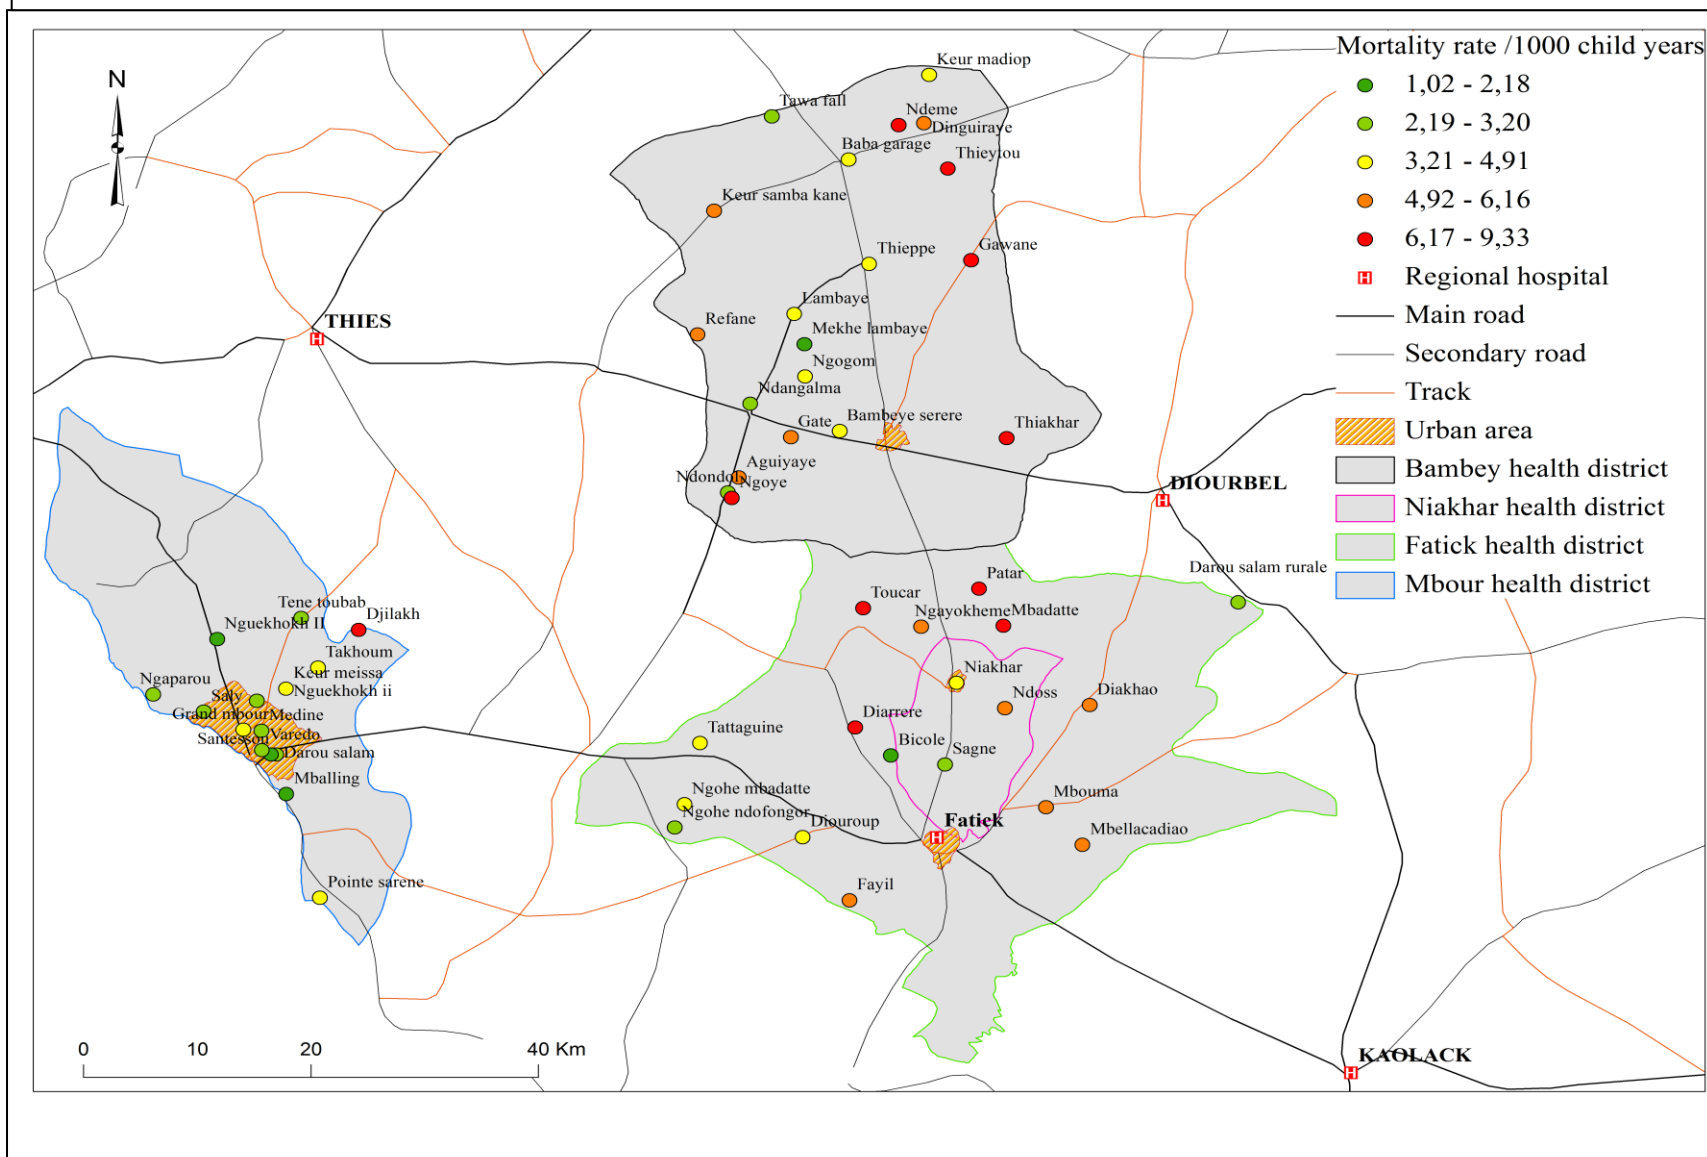 Mortality rate /1000 child years
1,02 - 2,18
2,19 - 3,20
3,21 - 4,91
4,92 - 6,16
6,17 - 9,33
H Regional hospital
Main road
Secondary road
Track
Urban area
Bambey health district
Niakhar health district
Fatick health district
Mbour health district
N
Keur madiop
Tawa fall
Ndeme
Dinguiraye
Baba garage
Thieytou
Keur samba kane
Thieppe
Gawane
Lambaye
Refane
Mekhe lambaye
Ngogom
Ndangalma
Gate
Bambeye serere
Thiakhar
Aguiyaye
Ndondol
Ngoye
THIES
H
DIOURBEL
H
Darou salam rurale
Patar
Toucar
Ngayokheme
Mbadatte
Niakhar
Ndoss
Diakhao
Diarrere
Bicole
Sagne
Tattaguine
Ngohe mbadatte
Ngohe ndofongor
Diouroup
Fatick
H
Mbouma
Mbellacadiao
Fayil
Tene toubab
Nguekhokh II
Djilakh
Takhoum
Keur meissa
Nguekhokh ii
Ngaparou
Saly
Grand mbour
Medine
Varedo
Santessou
Darou salam
Mballing
Pointe sarene
KAOLACK
H
0 10 20 40 Km